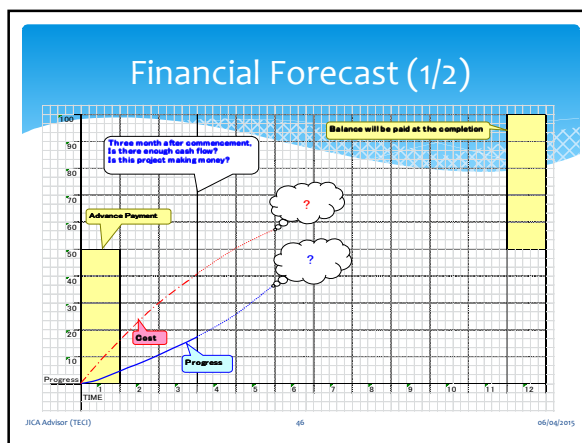 Financial Forecast (1/2)
100
90
80
70
60
50
40
30
20
10
Progress
Three month after commencement,
Is there enough cash flow?
Is this project making money?
Balance will be paid at the completion
Advance Payment
?
?
Cost
Progress
1 2 3 4 5 6 7 8 9 10 11 12
TIME
JICA Advisor (TECI) 46 06/04/2015